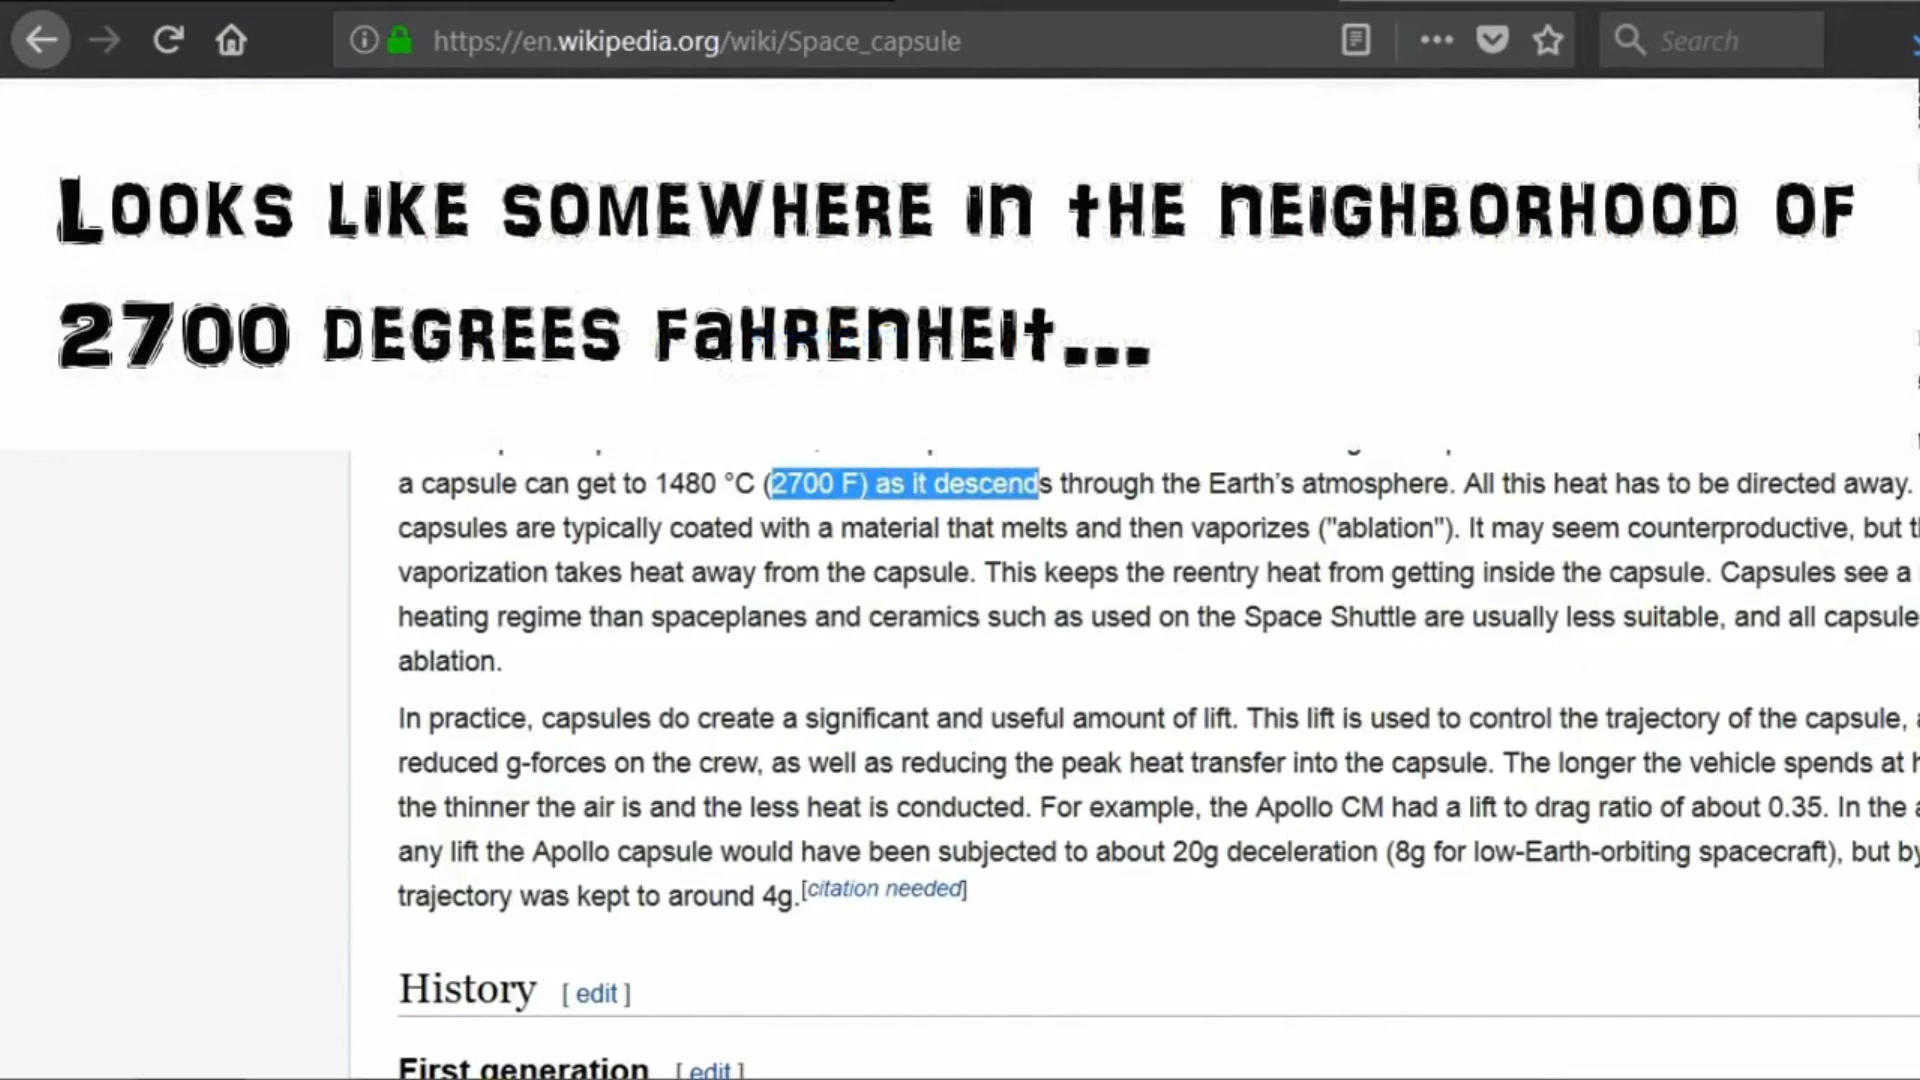 https://en.wikipedia.org/wiki/Space_capsule
Search
Looks like somewhere in the neighborhood of
2700 degrees Fahrenheit...
a capsule can get to 1480 °C (2700 F) as it descends through the Earth's atmosphere. All this heat has to be directed away.
capsules are typically coated with a material that melts and then vaporizes ("ablation"). It may seem counterproductive, but
vaporization takes heat away from the capsule. This keeps the reentry heat from getting inside the capsule. Capsules see a
heating regime than spaceplanes and ceramics such as used on the Space Shuttle are usually less suitable, and all capsule
ablation.
In practice, capsules do create a significant and useful amount of lift. This lift is used to control the trajectory of the capsule,
reduced g-forces on the crew, as well as reducing the peak heat transfer into the capsule. The longer the vehicle spends at
the thinner the air is and the less heat is conducted. For example, the Apollo CM had a lift to drag ratio of about 0.35. In the
any lift the Apollo capsule would have been subjected to about 20g deceleration (8g for low-Earth-orbiting spacecraft), but by
trajectory was kept to around 4g.[citation needed]
History [ edit ]
First generation [ edit ]